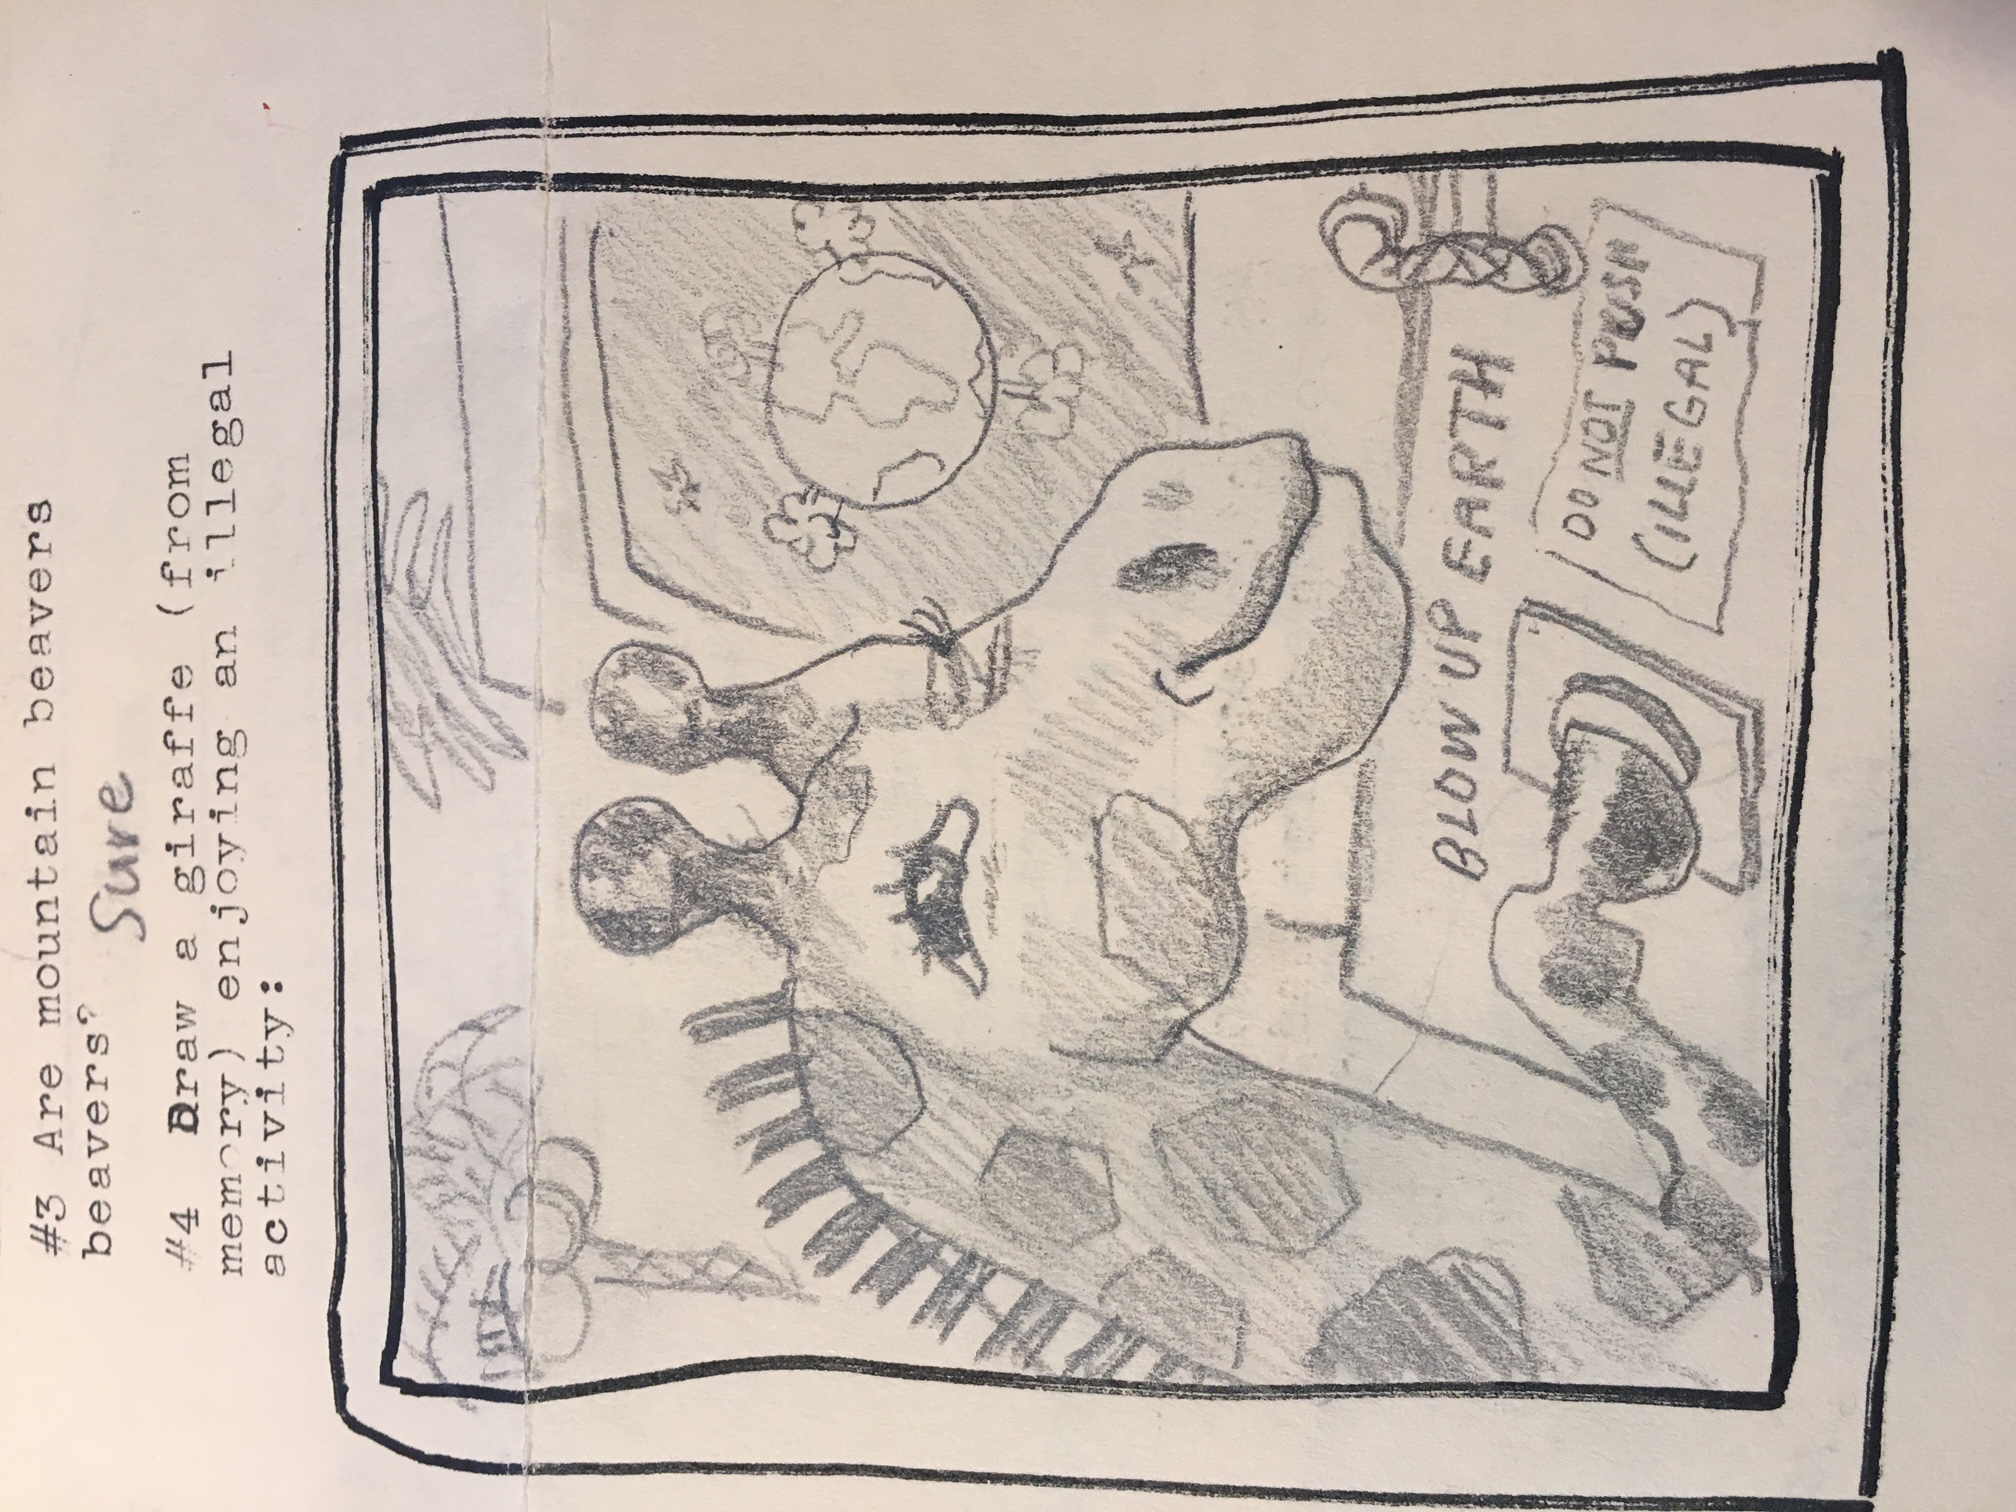 #3 Are mountain beavers
beavers?
Sure
#4 Draw a giraffe (from
memory) enjoying an illegal
activity:
BLOW UP EARTH
DO NOT PUSH
(ILLEGAL)